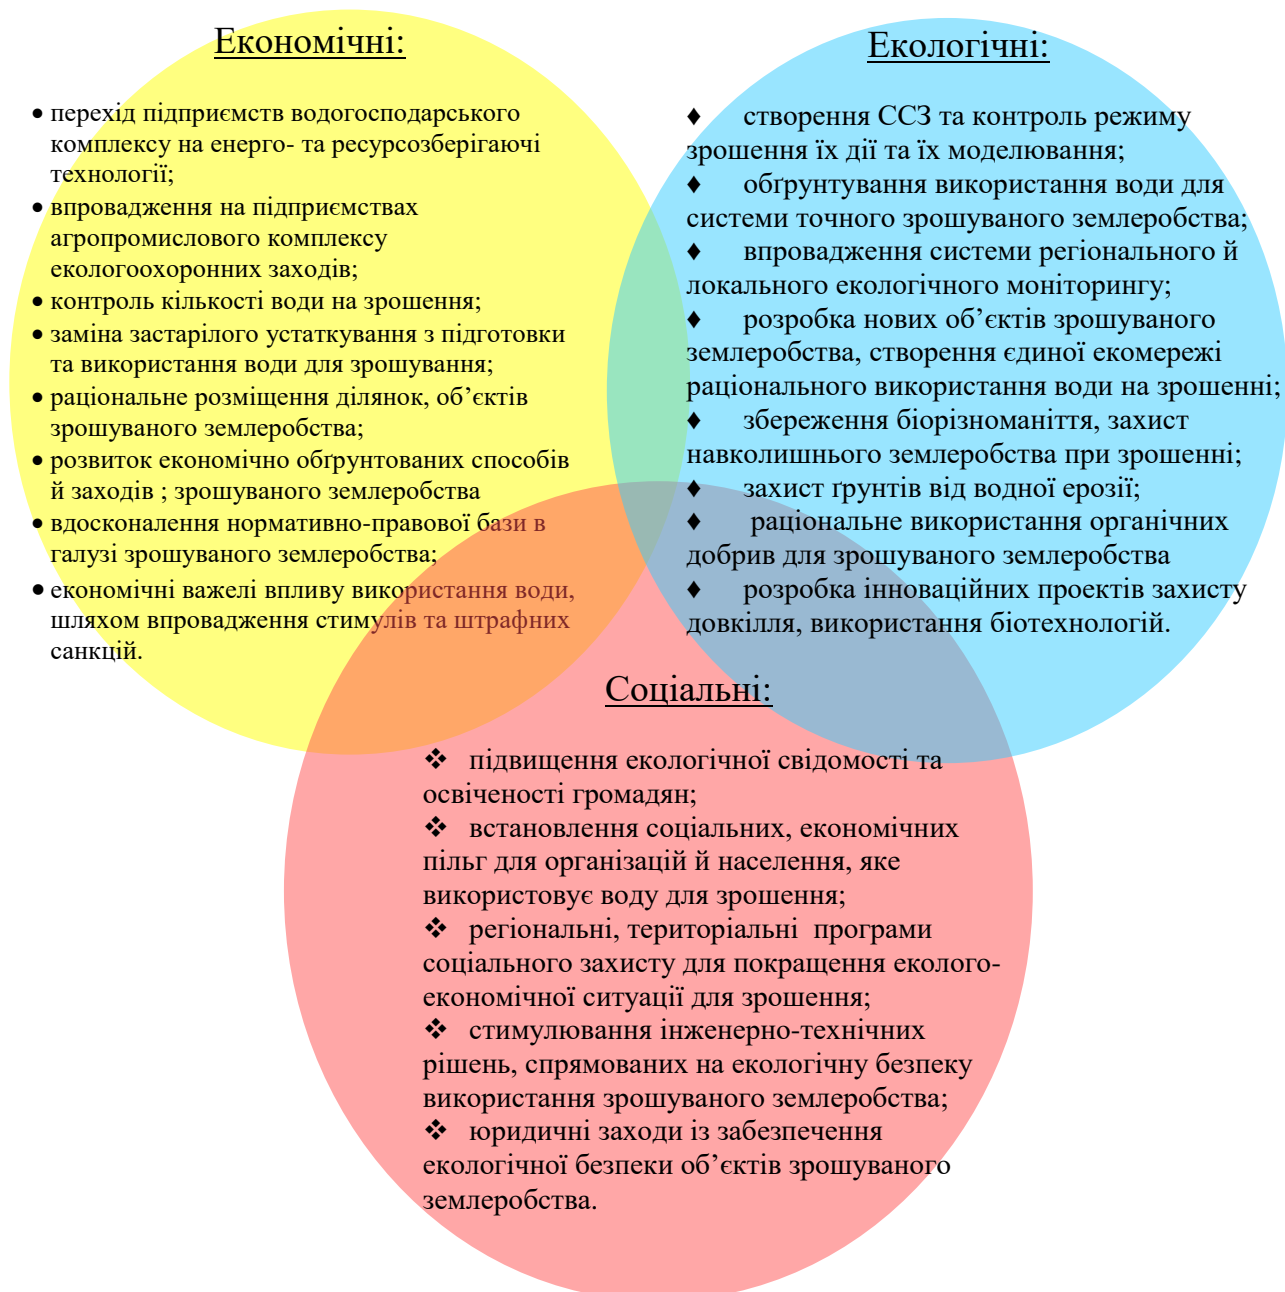 Економічні:
• перехід підприємств водогосподарського
комплексу на енерго- та ресурсозберігаючі
технології;
• впровадження на підприємствах
агропромислового комплексу
екологоохоронних заходів;
• контроль кількості води на зрошення;
• заміна застарілого устаткування з підготовки
та використання води для зрошування;
• раціональне розміщення ділянок, об’єктів
зрошуваного землеробства;
• розвиток економічно обґрунтованих способів
й заходів ; зрошуваного землеробства
• вдосконалення нормативно-правової бази в
галузі зрошуваного землеробства;
• економічні важелі впливу використання води,
шляхом впровадження стимулів та штрафних
санкцій.
Екологічні:
♦ створення ССЗ та контроль режиму
зрошення їх дії та їх моделювання;
♦ обґрунтування використання води для
системи точного зрошуваного землеробства;
♦ впровадження системи регіонального й
локального екологічного моніторингу;
♦ розробка нових об’єктів зрошуваного
землеробства, створення єдиної екомережі
раціонального використання води на зрошенні;
♦ збереження біорізноманіття, захист
навколишнього землеробства при зрошенні;
♦ захист ґрунтів від водної ерозії;
♦ раціональне використання органічних
добрив для зрошуваного землеробства
♦ розробка інноваційних проектів захисту
довкілля, використання біотехнологій.
Соціальні:
❖ підвищення екологічної свідомості та
освіченості громадян;
❖ встановлення соціальних, економічних
пільг для організацій й населення, яке
використовує воду для зрошення;
❖ регіональні, територіальні програми
соціального захисту для покращення еколого-
економічної ситуації для зрошення;
❖ стимулювання інженерно-технічних
рішень, спрямованих на екологічну безпеку
використання зрошуваного землеробства;
❖ юридичні заходи із забезпечення
екологічної безпеки об’єктів зрошуваного
землеробства.